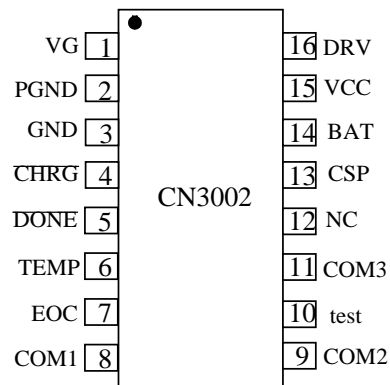 VG 1 16 DRV
PGND 2 15 VCC
GND 3 14 BAT
CHRG 4 13 CSP
CN3002
DONE 5 12 NC
TEMP 6 11 COM3
EOC 7 10 test
COM1 8 9 COM2